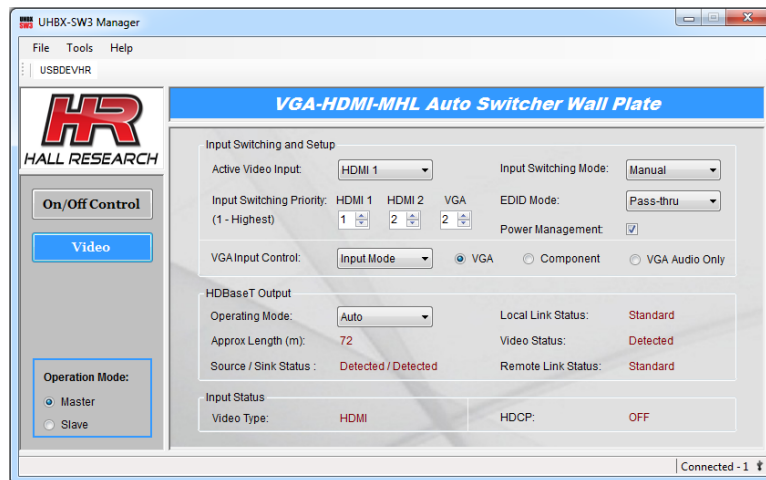 UHBX-SW3 Manager
File Tools Help
USBDEVHR
HR
HALL RESEARCH
VGA-HDMI-MHL Auto Switcher Wall Plate
On/Off Control
Video
Operation Mode:
Master
Slave
Input Switching and Setup
Active Video Input: HDMI 1 Input Switching Mode: Manual
Input Switching Priority: HDMI 1 HDMI 2 VGA EDID Mode: Pass-thru
(1 - Highest) 1 2 2
Power Management:
VGA Input Control: Input Mode VGA Component VGA Audio Only
HDBaseT Output
Operating Mode: Auto Local Link Status: Standard
Approx Length (m): 72 Video Status: Detected
Source / Sink Status : Detected / Detected Remote Link Status: Standard
Input Status
Video Type: HDMI HDCP: OFF
Connected - 1